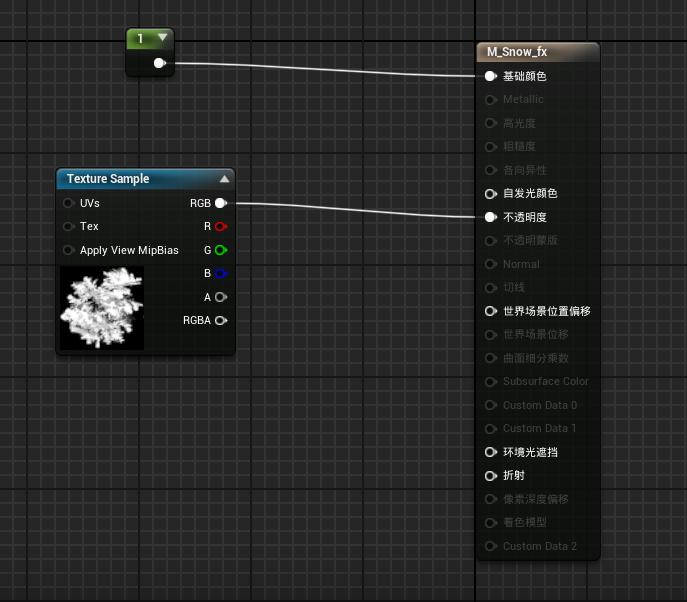 1
M_Snow_fx
基础颜色
Metallic
高光度
粗糙度
各向异性
自发光颜色
不透明度
不透明蒙版
Normal
切线
世界场景位置偏移
世界场景位移
曲面细分乘数
Subsurface Color
Custom Data 0
Custom Data 1
环境光遮挡
折射
像素深度偏移
着色模型
Custom Data 2
Texture Sample
UVs RGB
Tex R
Apply View MipBias G
B
A
RGBA